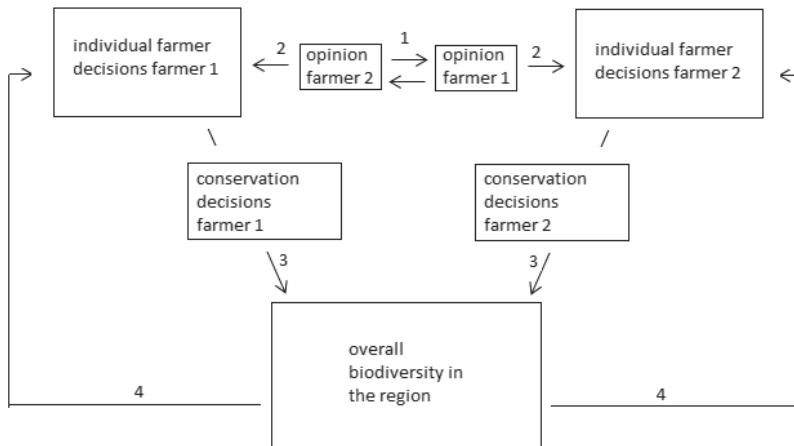 individual farmer
decisions farmer 1
2
opinion
farmer 2
1
opinion
farmer 1
2
individual farmer
decisions farmer 2
conservation
decisions
farmer 1
conservation
decisions
farmer 2
3
3
overall
biodiversity in
the region
4
4